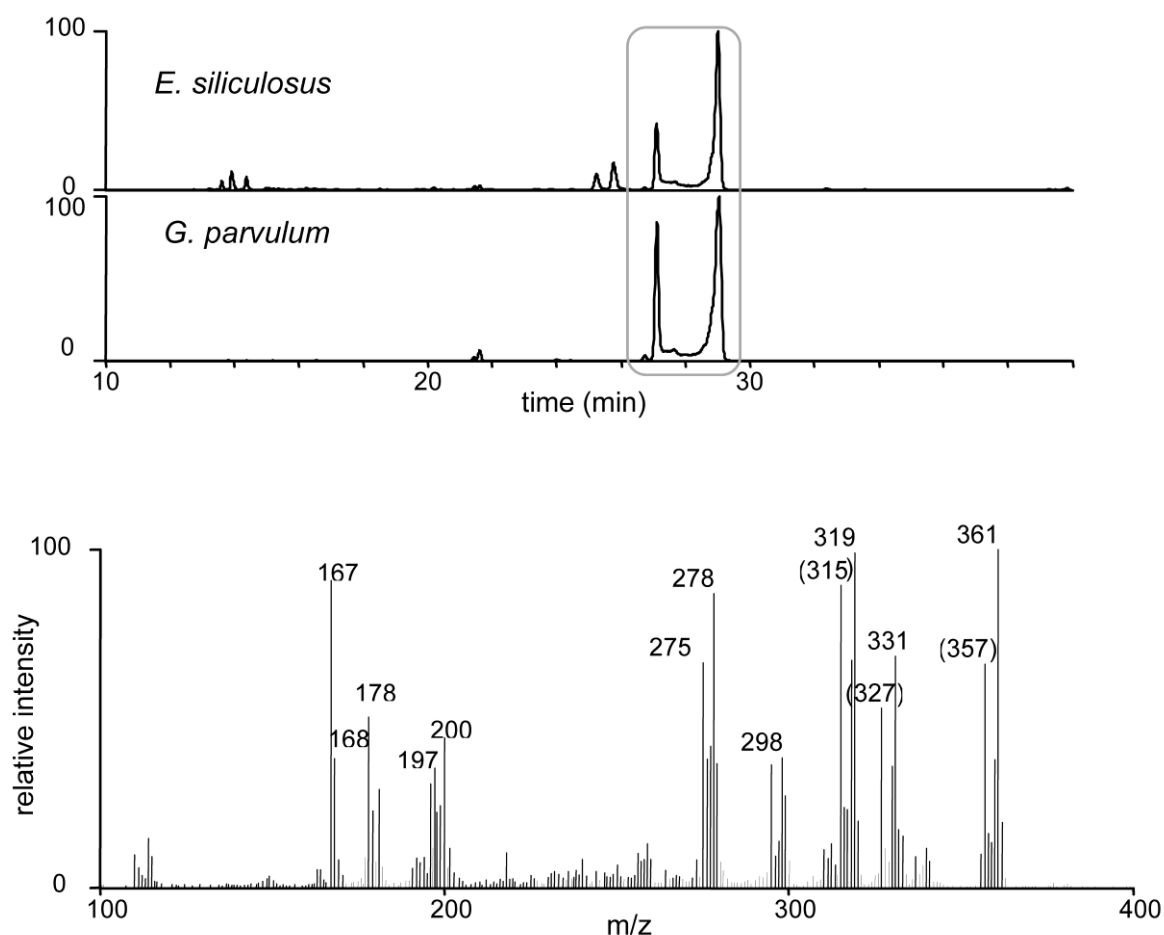 100
E. siliculosus
0
100
G. parvulum
0
10 20 30
time (min)
100
319
361
167
(315)
278
275
331
(357)
178
(327)
168
200
197
298
relative intensity
0
100 200 300 400
m/z